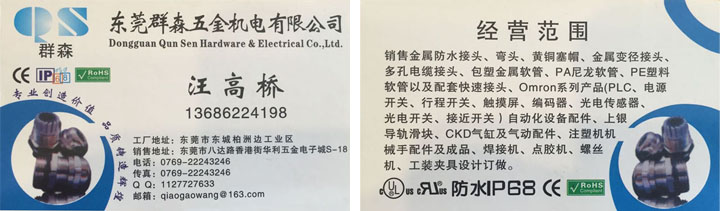 QS
群森
东莞群森五金机电有限公司
Dongguan Qun Sen Hardware & Electrical Co.,Ltd.
CE IP68 RoHS
Compliant
专业创造价值 品质铸造辉煌
汪高桥
13686224198
工厂地址:东莞市东城柏洲边工业区
销售地址:东莞市八达路香港街华利五金电子城S-18
电话:0769-22243246
传真:0769-22243246
Q Q:1127727633
邮箱:qiaogaowang@163.com
经营范围
销售金属防水接头、弯头、黄铜塞帽、金属变径接头、
多孔电缆接头、包塑金属软管、PA尼龙软管、PE塑料
软管以及配套快速接头、Omron系列产品(PLC、电源
开关、行程开关、触摸屏、编码器、光电传感器、
光电开关、接近开关)自动化设备配件、上银
导轨滑块、CKD气缸及气动配件、注塑机机
械手配件及成品、焊接机、点胶机、螺丝
机、工装夹具设计订做。
UL US 防水IP68 CE RoHS
Compliant